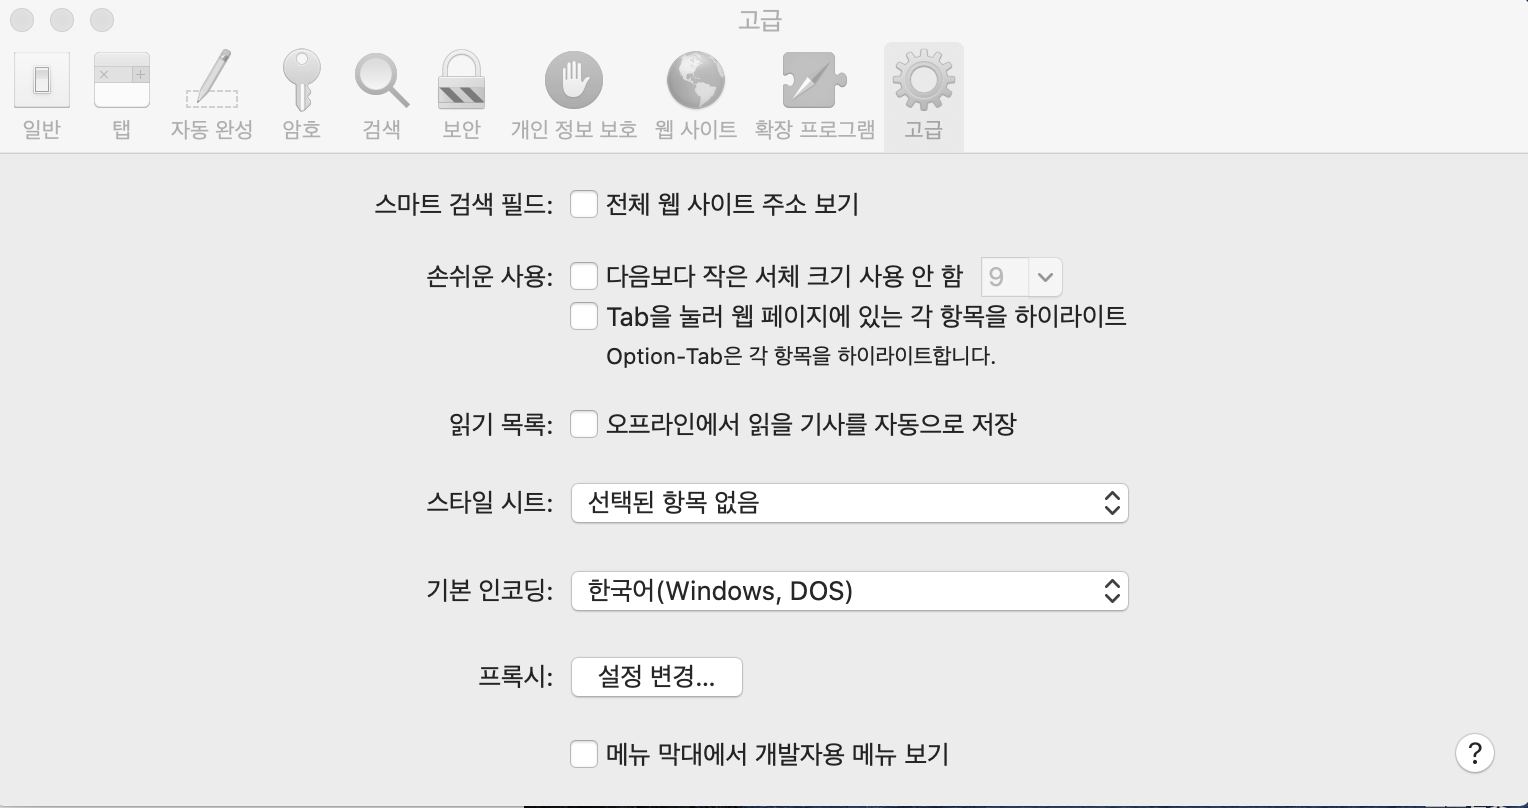 고급
일반 탭 자동 완성 암호 검색 보안 개인 정보 보호 웹 사이트 확장 프로그램 고급
스마트 검색 필드: 전체 웹 사이트 주소 보기
손쉬운 사용: 다음보다 작은 서체 크기 사용 안 함 9
Tab을 눌러 웹 페이지에 있는 각 항목을 하이라이트
Option-Tab은 각 항목을 하이라이트합니다.
읽기 목록: 오프라인에서 읽을 기사를 자동으로 저장
스타일 시트: 선택된 항목 없음
기본 인코딩: 한국어(Windows, DOS)
프록시: 설정 변경...
메뉴 막대에서 개발자용 메뉴 보기
?